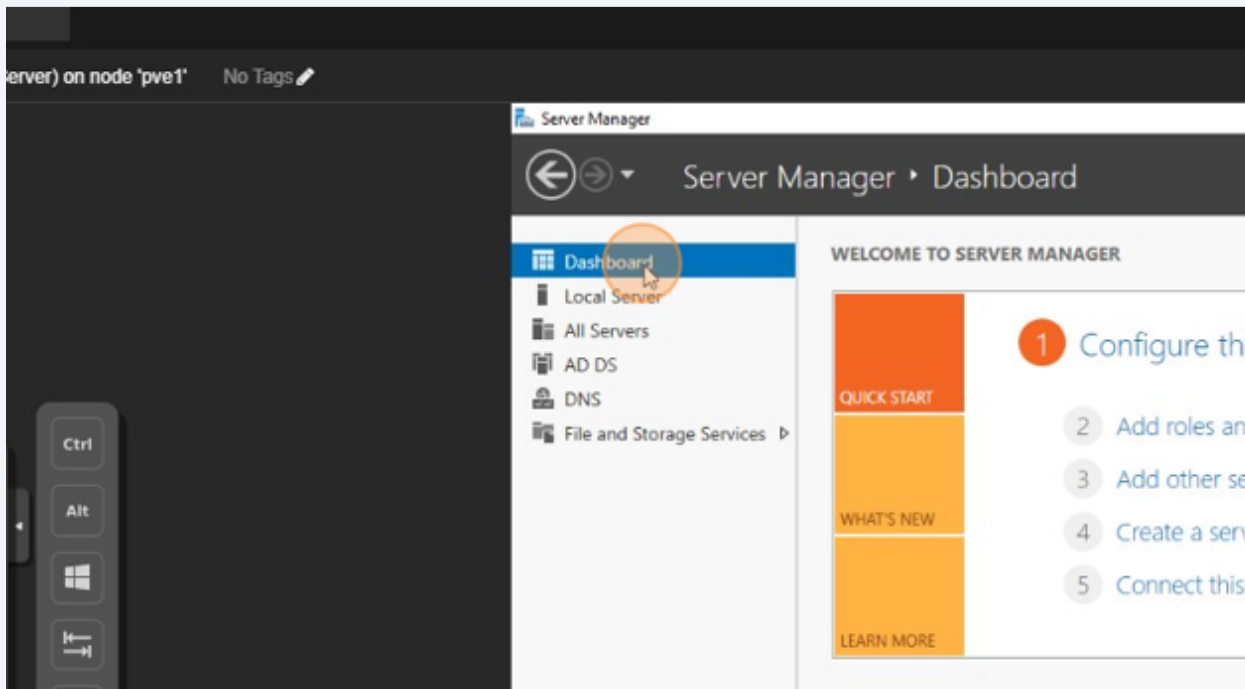 erver) on node 'pve1' No Tags
Server Manager
Server Manager ‣ Dashboard
Dashboard
Local Server
All Servers
AD DS
DNS
File and Storage Services
WELCOME TO SERVER MANAGER
QUICK START
WHAT'S NEW
LEARN MORE
1 Configure th
2 Add roles an
3 Add other se
4 Create a serv
5 Connect this
Ctrl
Alt